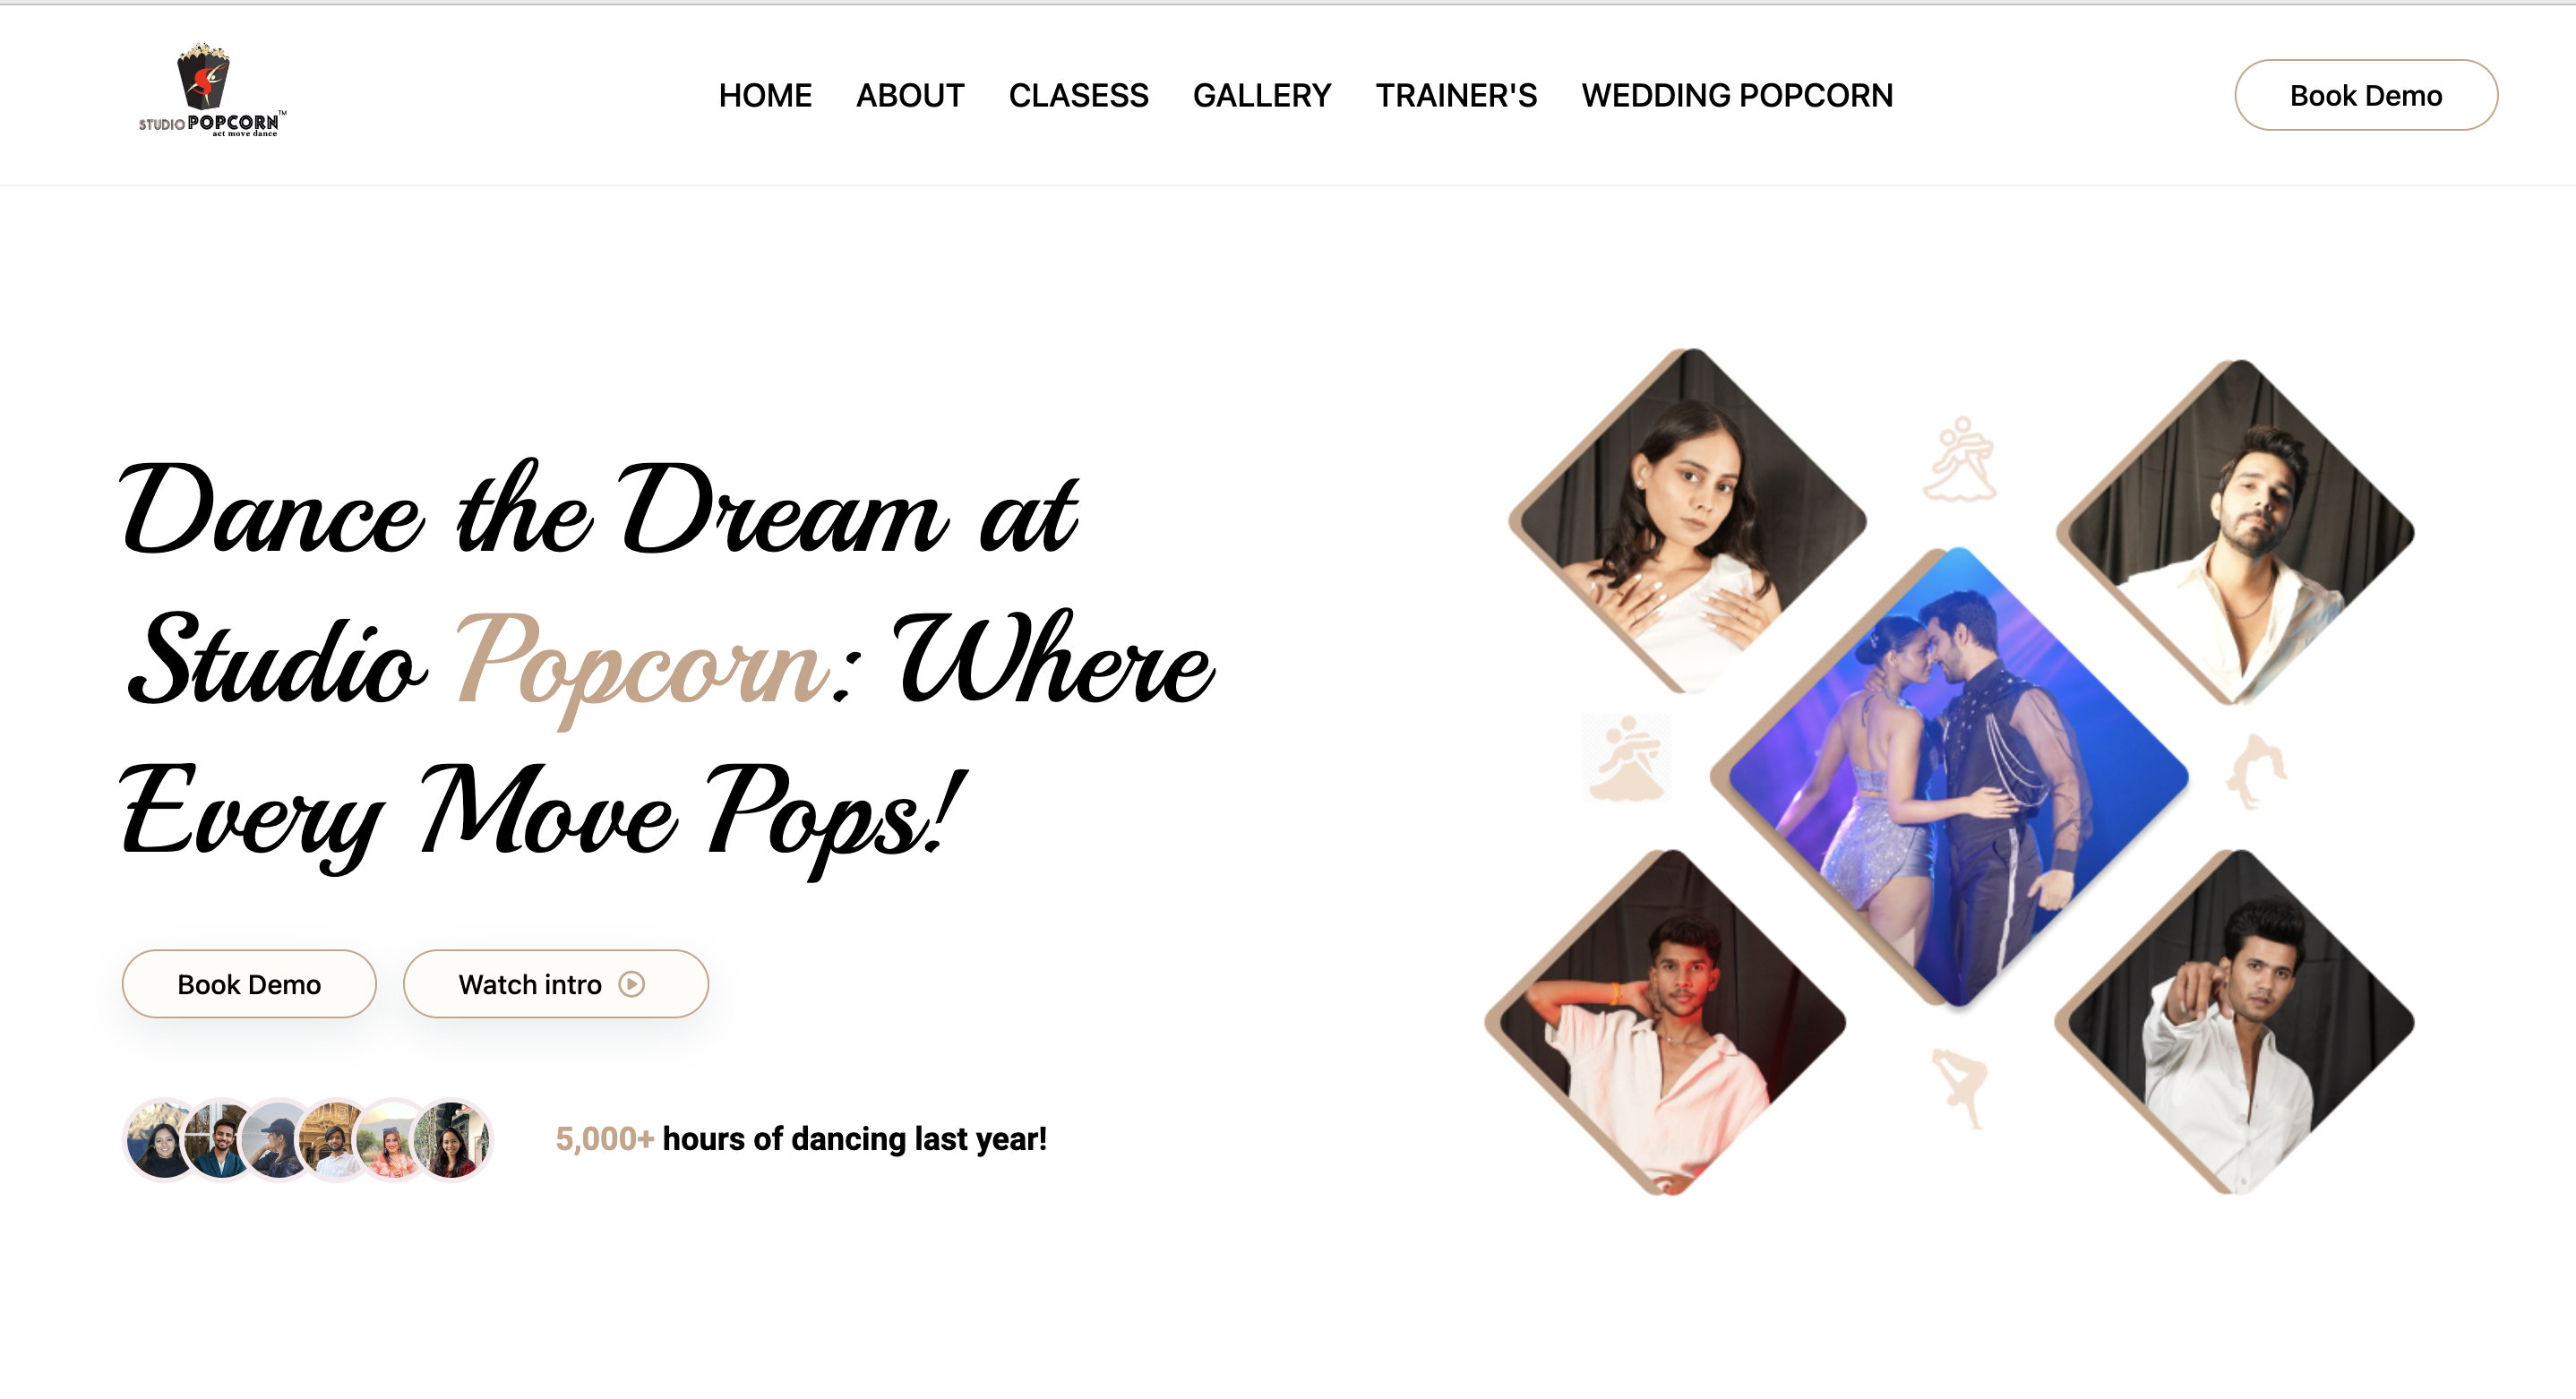 STUDIO POPCORN™
act move dance
HOME ABOUT CLASESS GALLERY TRAINER'S WEDDING POPCORN
Book Demo
Dance the Dream at
Studio Popcorn: Where
Every Move Pops!
Book Demo Watch intro
5,000+ hours of dancing last year!